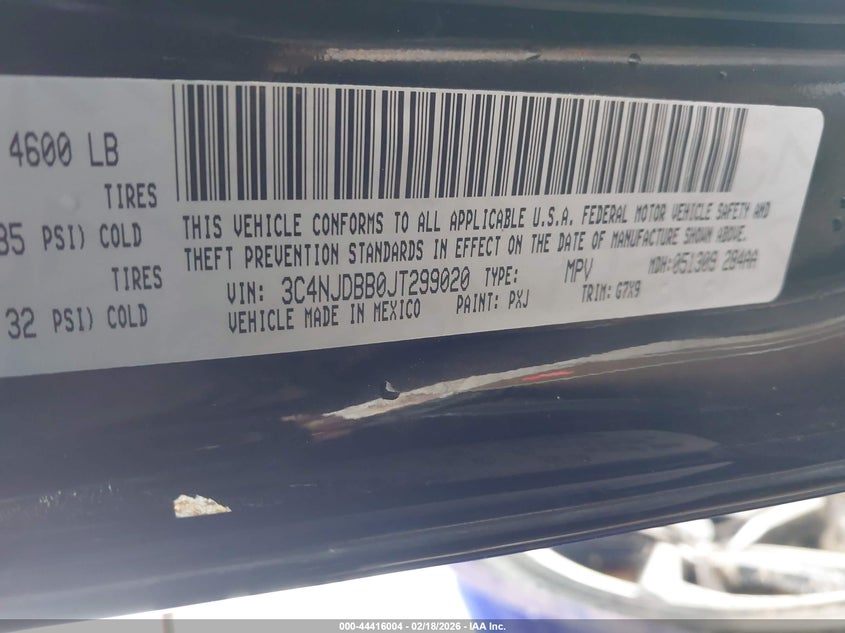 4600 LB
TIRES
35 PSI) COLD
TIRES
32 PSI) COLD
THIS VEHICLE CONFORMS TO ALL APPLICABLE U.S.A. FEDERAL MOTOR VEHICLE SAFETY AND
THEFT PREVENTION STANDARDS IN EFFECT ON THE DATE OF MANUFACTURE SHOWN ABOVE.
VIN: 3C4NJDBB0JT299020 TYPE: MPV MDH:051309 284AA
VEHICLE MADE IN MEXICO PAINT: PXJ TRIM: G7X9
000-44416004 — 02/18/2026 — IAA Inc.